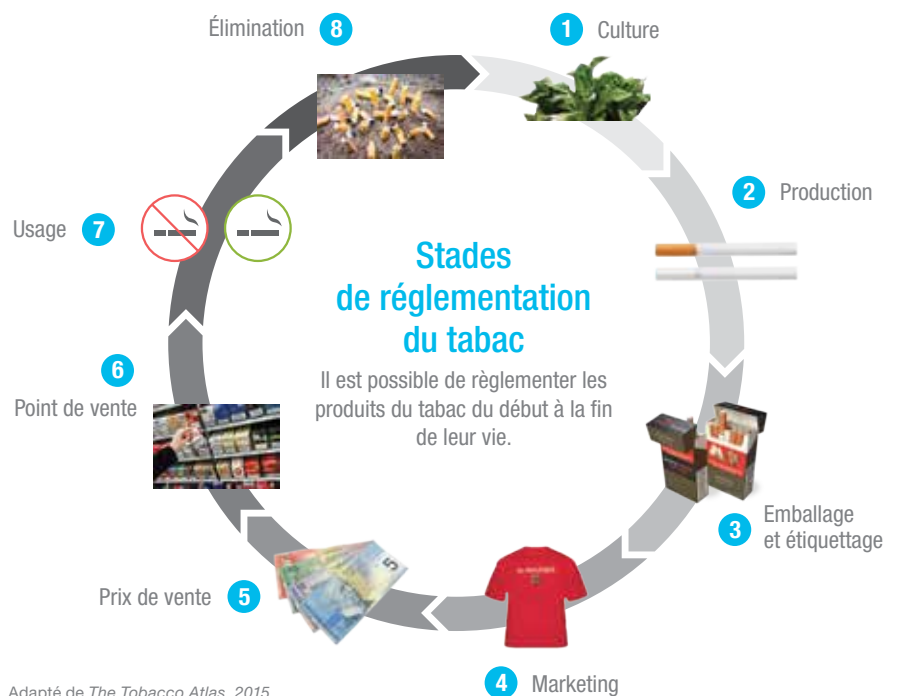 Élimination 8
1 Culture
2 Production
Usage 7
Stades
de réglementation
du tabac
Il est possible de règlementer les
produits du tabac du début à la fin
de leur vie.
6
Point de vente
3 Emballage
et étiquettage
Prix de vente 5
5
4 Marketing
Adapté de The Tobacco Atlas, 2015